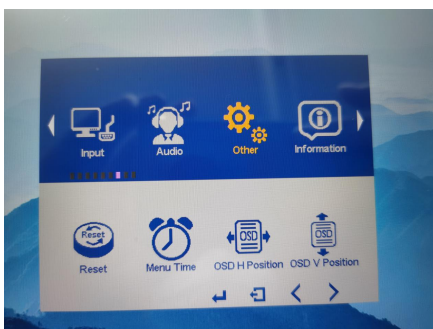 Input Audio Other Information
Reset OSD OSD
Reset Menu Time OSD H Position OSD V Position